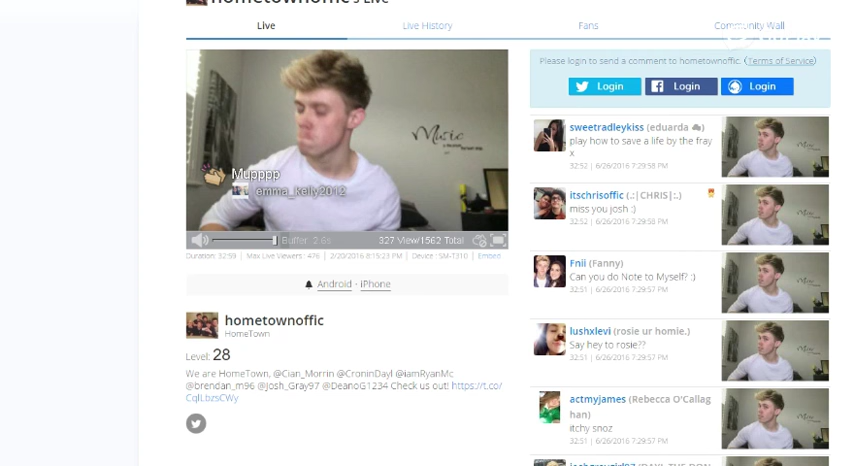 hometownoffic's Live
Live
Live History
Fans
Community Wall
Music
Mupppp
emma_kelly2012
Buffer 2.6s
327 View/1562 Total
Duration: 32:59 | Max Live Viewers : 476 | 2/20/2016 8:15:23 PM | Device : SM-T310 | Embed
Android - iPhone
hometownoffic
HomeTown
Level: 28
We are HomeTown, @Cian_Morrin @CroninDayl @iamRyanMc
@brendan_m96 @Josh_Gray97 @DeanoG1234 Check us out! https://t.co/
CqlLbzsCWy
Please login to send a comment to hometownoffic. (Terms of Service)
Login
Login
Login
sweetradleykiss (eduarda ☁)
play how to save a life by the fray
x
32:52 | 6/26/2016 7:29:58 PM
itschrisoffic (.:|CHRIS|:.)
miss you josh :)
32:52 | 6/26/2016 7:29:58 PM
Fnii (Fanny)
Can you do Note to Myself? :)
32:51 | 6/26/2016 7:29:57 PM
lushxlevi (rosie ur homie.)
Say hey to rosie??
32:51 | 6/26/2016 7:29:57 PM
actmyjames (Rebecca O'Callag
han)
itchy snoz
32:51 | 6/26/2016 7:29:57 PM